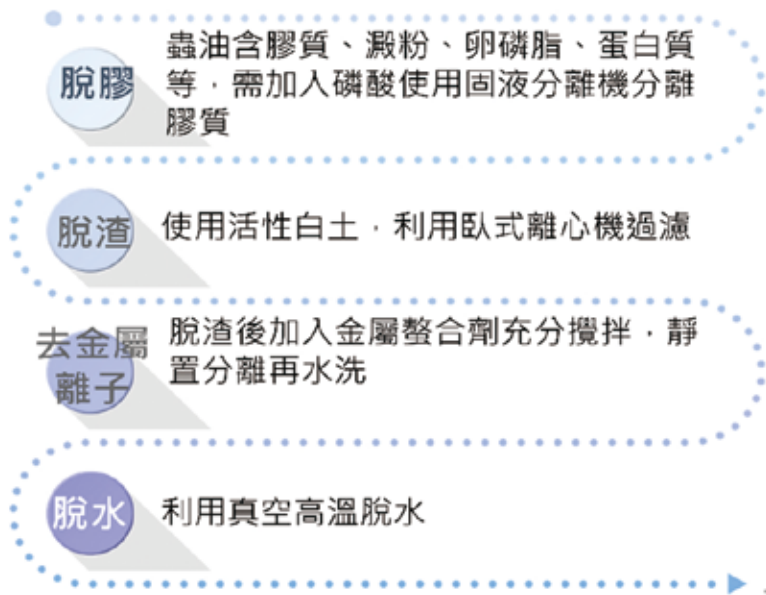 脫膠
蟲油含膠質、澱粉、卵磷脂、蛋白質
等，需加入磷酸使用固液分離機分離
膠質
脫渣
使用活性白土，利用臥式離心機過濾
去金屬
離子
脫渣後加入金屬螯合劑充分攪拌，靜
置分離再水洗
脫水
利用真空高溫脫水